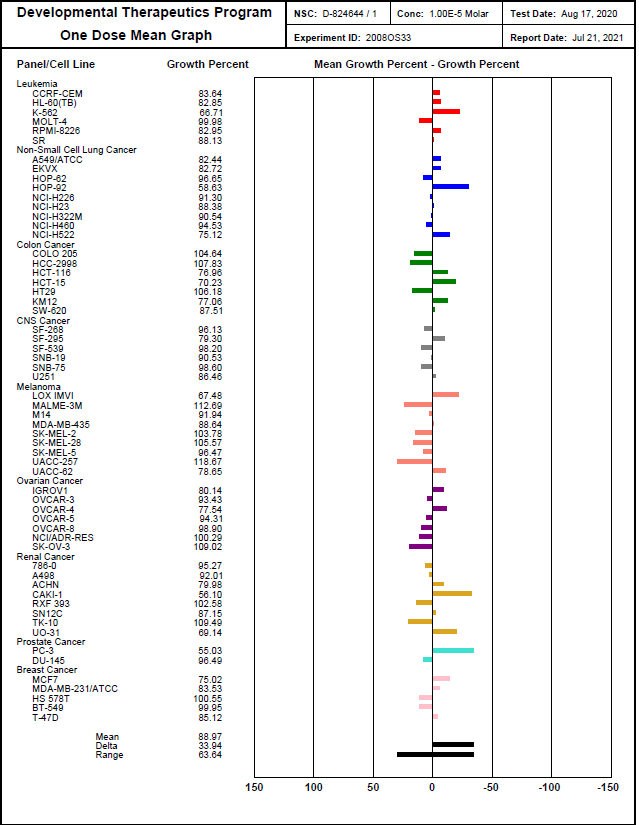 Developmental Therapeutics Program
One Dose Mean Graph
NSC: D-824644 / 1
Conc: 1.00E-5 Molar
Test Date: Aug 17, 2020
Experiment ID: 2008OS33
Report Date: Jul 21, 2021
Panel/Cell Line Growth Percent Mean Growth Percent - Growth Percent
Leukemia
CCRF-CEM 83.64
HL-60(TB) 82.85
K-562 66.71
MOLT-4 99.98
RPMI-8226 82.95
SR 88.13
Non-Small Cell Lung Cancer
A549/ATCC 82.44
EKVX 82.72
HOP-62 96.65
HOP-92 58.63
NCI-H226 91.30
NCI-H23 88.38
NCI-H322M 90.54
NCI-H460 94.53
NCI-H522 75.12
Colon Cancer
COLO 205 104.64
HCC-2998 107.83
HCT-116 76.96
HCT-15 70.23
HT29 106.18
KM12 77.06
SW-620 87.51
CNS Cancer
SF-268 96.13
SF-295 79.30
SF-539 98.20
SNB-19 90.53
SNB-75 98.60
U251 86.46
Melanoma
LOX IMVI 67.48
MALME-3M 112.69
M14 91.94
MDA-MB-435 88.64
SK-MEL-2 103.78
SK-MEL-28 105.57
SK-MEL-5 96.47
UACC-257 118.67
UACC-62 78.65
Ovarian Cancer
IGROV1 80.14
OVCAR-3 93.43
OVCAR-4 77.54
OVCAR-5 94.31
OVCAR-8 98.90
NCI/ADR-RES 100.29
SK-OV-3 109.02
Renal Cancer
786-0 95.27
A498 92.01
ACHN 79.98
CAKI-1 56.10
RXF 393 102.58
SN12C 87.15
TK-10 109.49
UO-31 69.14
Prostate Cancer
PC-3 55.03
DU-145 96.49
Breast Cancer
MCF7 75.02
MDA-MB-231/ATCC 83.53
HS 578T 100.55
BT-549 99.95
T-47D 85.12
Mean 88.97
Delta 33.94
Range 63.64
150 100 50 0 -50 -100 -150